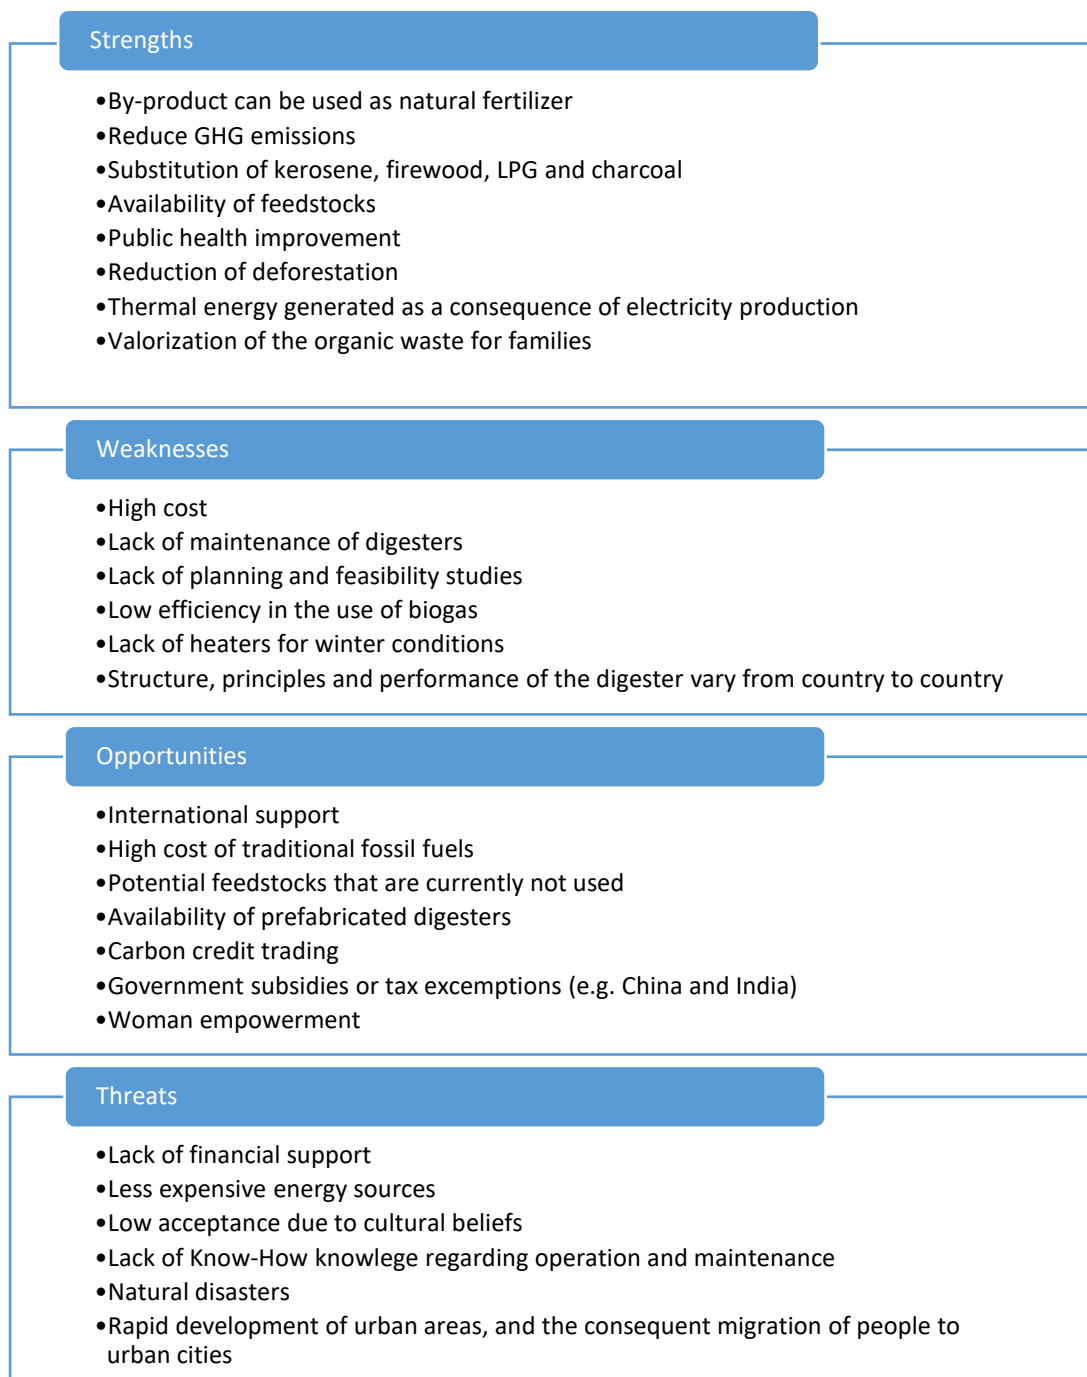 Strengths
•By-product can be used as natural fertilizer
•Reduce GHG emissions
•Substitution of kerosene, firewood, LPG and charcoal
•Availability of feedstocks
•Public health improvement
•Reduction of deforestation
•Thermal energy generated as a consequence of electricity production
•Valorization of the organic waste for families
Weaknesses
•High cost
•Lack of maintenance of digesters
•Lack of planning and feasibility studies
•Low efficiency in the use of biogas
•Lack of heaters for winter conditions
•Structure, principles and performance of the digester vary from country to country
Opportunities
•International support
•High cost of traditional fossil fuels
•Potential feedstocks that are currently not used
•Availability of prefabricated digesters
•Carbon credit trading
•Government subsidies or tax excemptions (e.g. China and India)
•Woman empowerment
Threats
•Lack of financial support
•Less expensive energy sources
•Low acceptance due to cultural beliefs
•Lack of Know-How knowlege regarding operation and maintenance
•Natural disasters
•Rapid development of urban areas, and the consequent migration of people to
urban cities